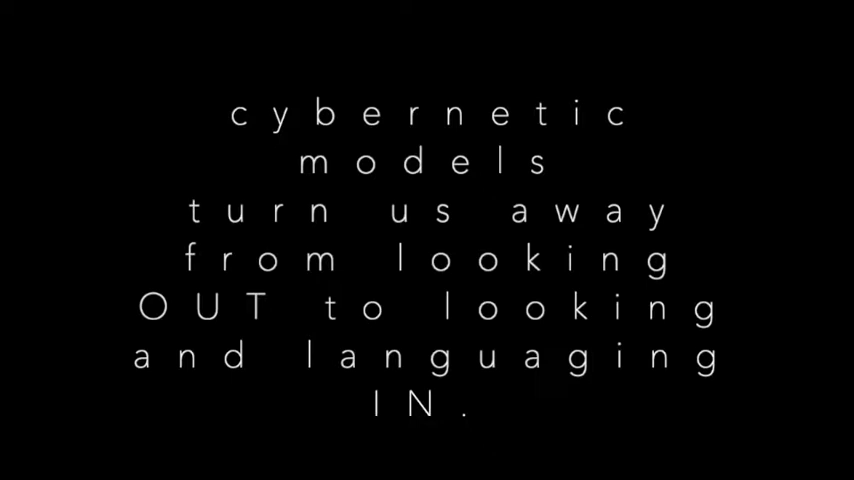 cybernetic
models
turn us away
from looking
OUT to looking
and languaging
IN.